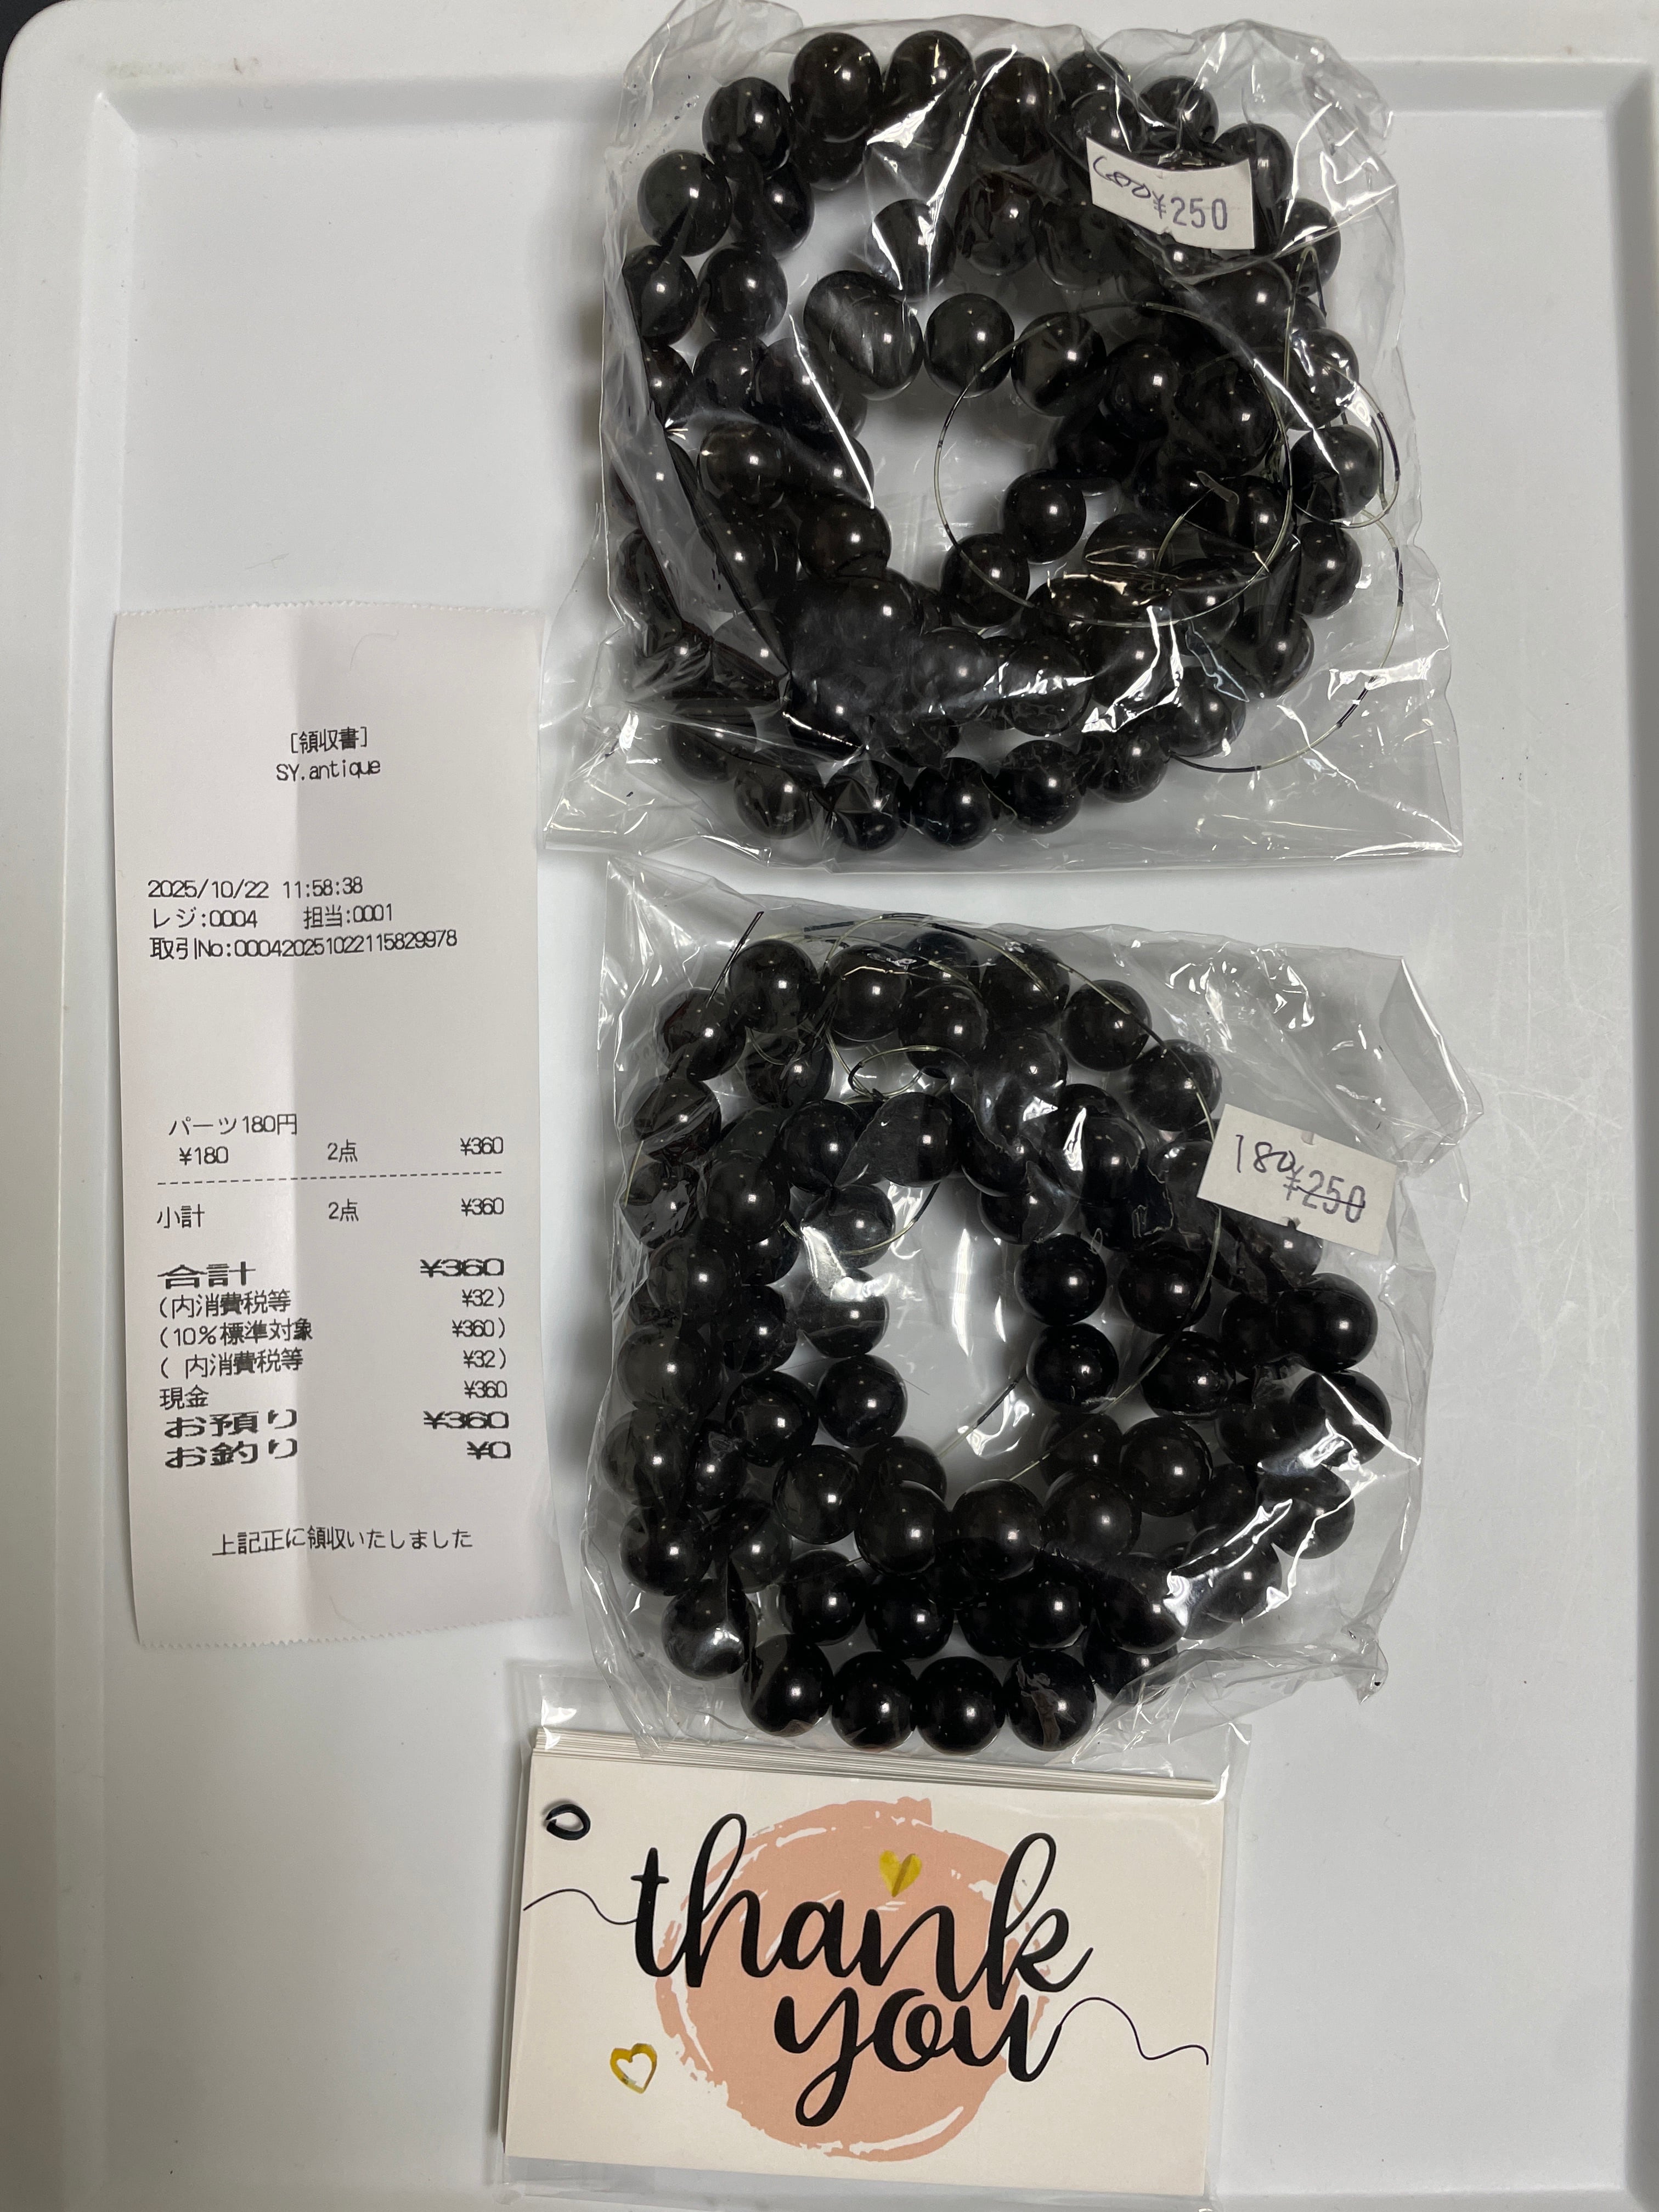 [領収書]
SY.antique
2025/10/22 11:58:38
レジ:0004 担当:0001
取引No:000420251022115829978
パーツ180円
¥180 2点 ¥360
小計 2点 ¥360
合計 ¥360
(内消費税等 ¥32)
(10%標準対象 ¥360)
( 内消費税等 ¥32)
現金 ¥360
お預り ¥360
お釣り ¥0
上記正に領収いたしました
¥250
180
¥250
thank
you